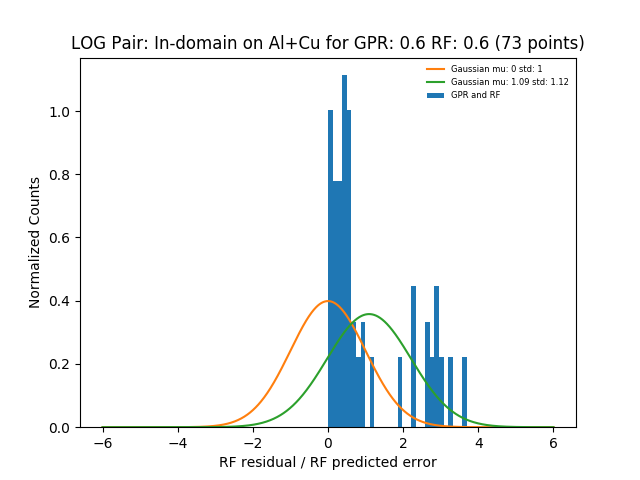 LOG Pair: In-domain on Al+Cu for GPR: 0.6 RF: 0.6 (73 points)
Gaussian mu: 0 std: 1
Gaussian mu: 1.09 std: 1.12
GPR and RF
Normalized Counts
1.0
0.8
0.6
0.4
0.2
0.0
−6 −4 −2 0 2 4 6
RF residual / RF predicted error